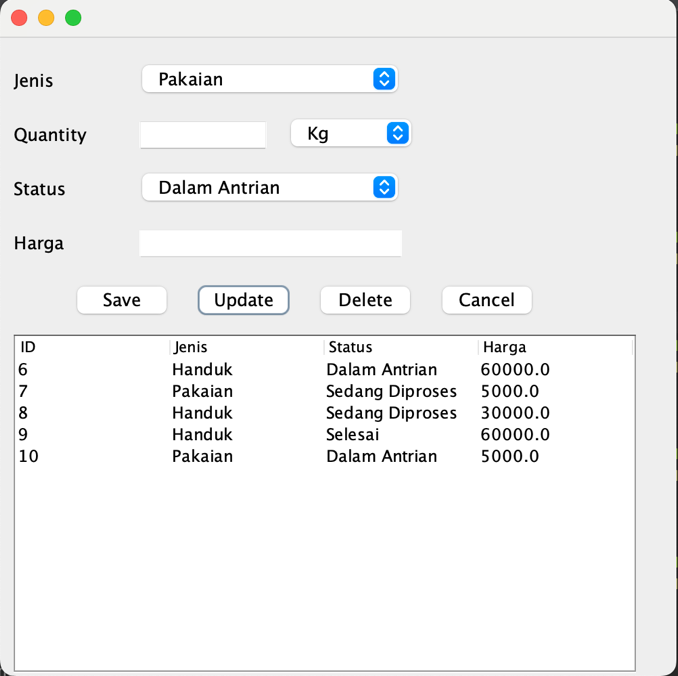 Jenis Pakaian
Quantity Kg
Status Dalam Antrian
Harga
Save Update Delete Cancel
ID Jenis Status Harga
6 Handuk Dalam Antrian 60000.0
7 Pakaian Sedang Diproses 5000.0
8 Handuk Sedang Diproses 30000.0
9 Handuk Selesai 60000.0
10 Pakaian Dalam Antrian 5000.0